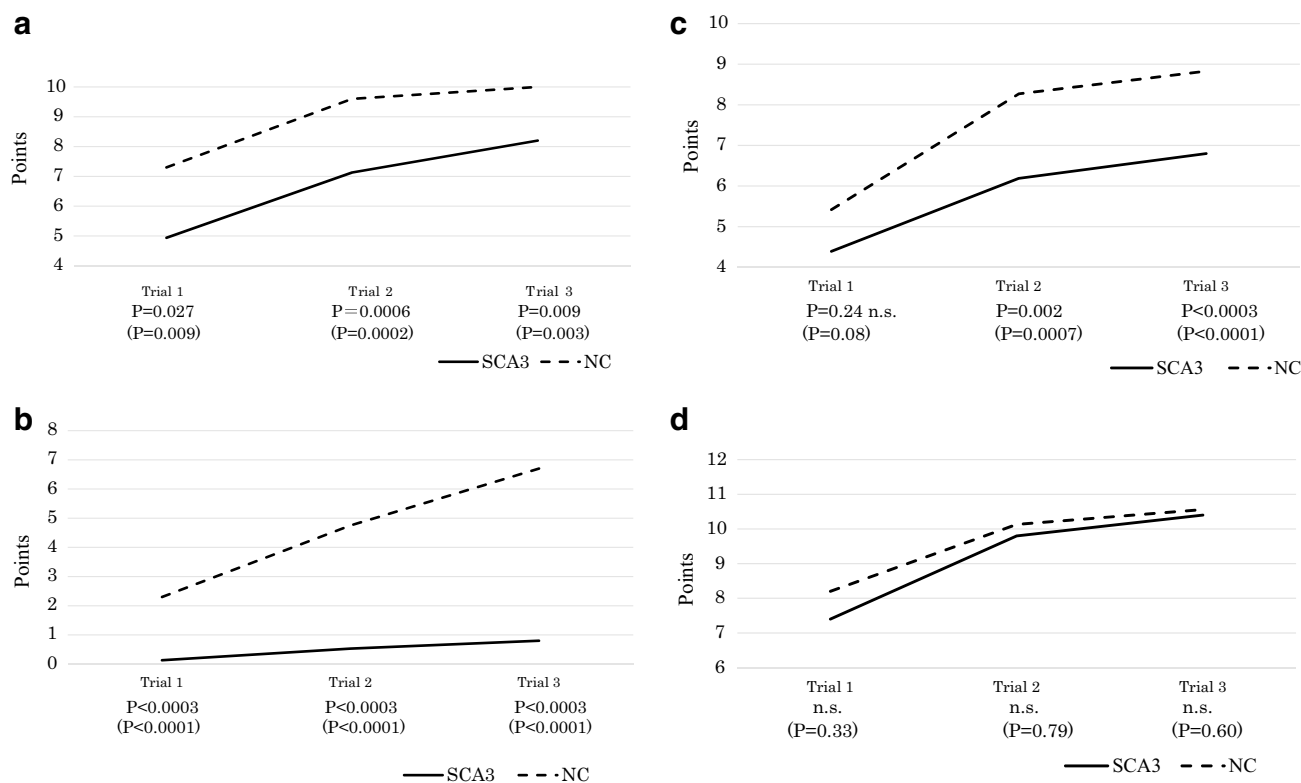 a
Points
10
9
8
7
6
5
4
Trial 1
P=0.027
(P=0.009)
Trial 2
P=0.0006
(P=0.0002)
Trial 3
P=0.009
(P=0.003)
SCA3 NC
b
Points
8
7
6
5
4
3
2
1
0
Trial 1
P<0.0003
(P<0.0001)
Trial 2
P<0.0003
(P<0.0001)
Trial 3
P<0.0003
(P<0.0001)
SCA3 NC
c
Points
10
9
8
7
6
5
4
Trial 1
P=0.24 n.s.
(P=0.08)
Trial 2
P=0.002
(P=0.0007)
Trial 3
P<0.0003
(P<0.0001)
SCA3 NC
d
Points
12
11
10
9
8
7
6
Trial 1
n.s.
(P=0.33)
Trial 2
n.s.
(P=0.79)
Trial 3
n.s.
(P=0.60)
SCA3 NC